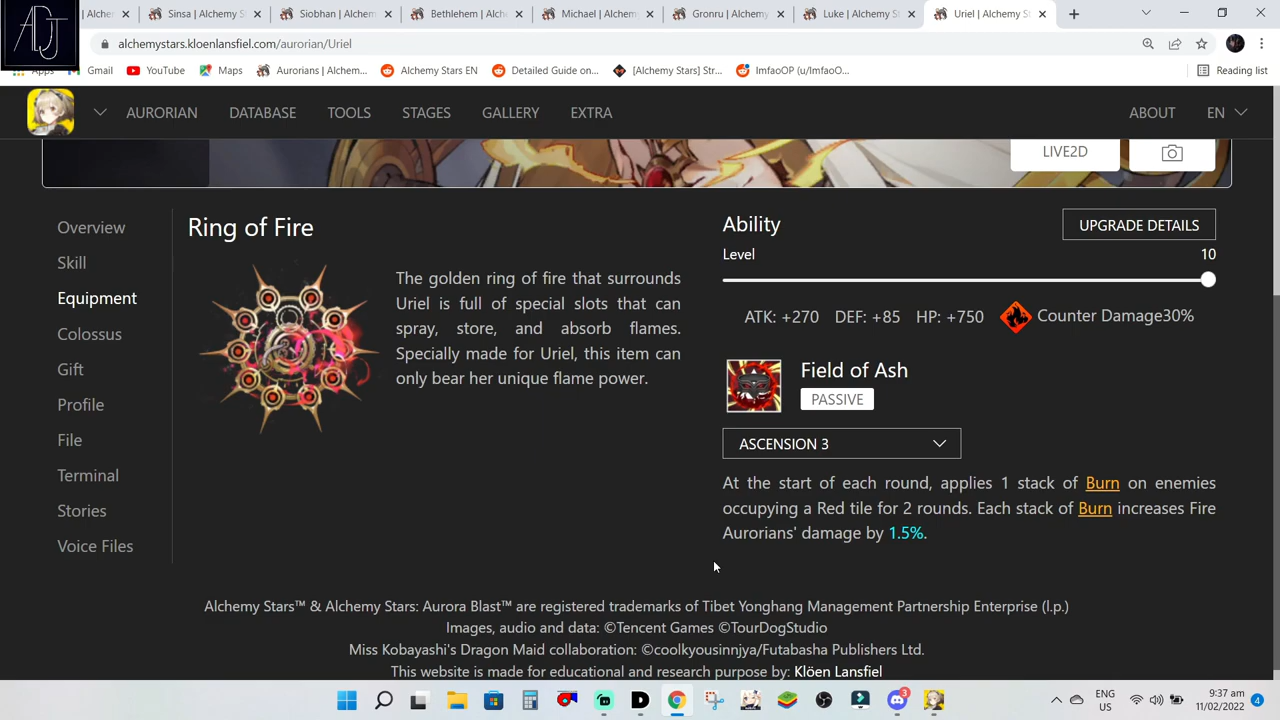 ADJ
Alchemy Stars
Sinsa | Alchemy S
Siobhan | Alchem
Bethlehem | Alch
Michael | Alchem
Gronru | Alchem
Luke | Alchemy S
Uriel | Alchemy S
alchemystars.kloenlansfiel.com/aurorian/Uriel
Apps
Gmail
YouTube
Maps
Aurorians | Alchem...
Alchemy Stars EN
Detailed Guide on...
[Alchemy Stars] Str...
ImfaoOP (u/ImfaoO...
Reading list
AURORIAN
DATABASE
TOOLS
STAGES
GALLERY
EXTRA
ABOUT
EN
LIVE2D
Overview
Skill
Equipment
Colossus
Gift
Profile
File
Terminal
Stories
Voice Files
Ring of Fire
The golden ring of fire that surrounds
Uriel is full of special slots that can
spray, store, and absorb flames.
Specially made for Uriel, this item can
only bear her unique flame power.
Ability
UPGRADE DETAILS
Level
10
ATK: +270 DEF: +85 HP: +750 Counter Damage30%
Field of Ash
PASSIVE
ASCENSION 3
At the start of each round, applies 1 stack of Burn on enemies
occupying a Red tile for 2 rounds. Each stack of Burn increases Fire
Aurorians' damage by 1.5%.
Alchemy Stars™ & Alchemy Stars: Aurora Blast™ are registered trademarks of Tibet Yonghang Management Partnership Enterprise (l.p.)
Images, audio and data: ©Tencent Games ©TourDogStudio
Miss Kobayashi's Dragon Maid collaboration: ©coolkyousinnjya/Futabasha Publishers Ltd.
This website is made for educational and research purpose by: Klöen Lansfiel
3
ENG
US
9:37 am
11/02/2022
4